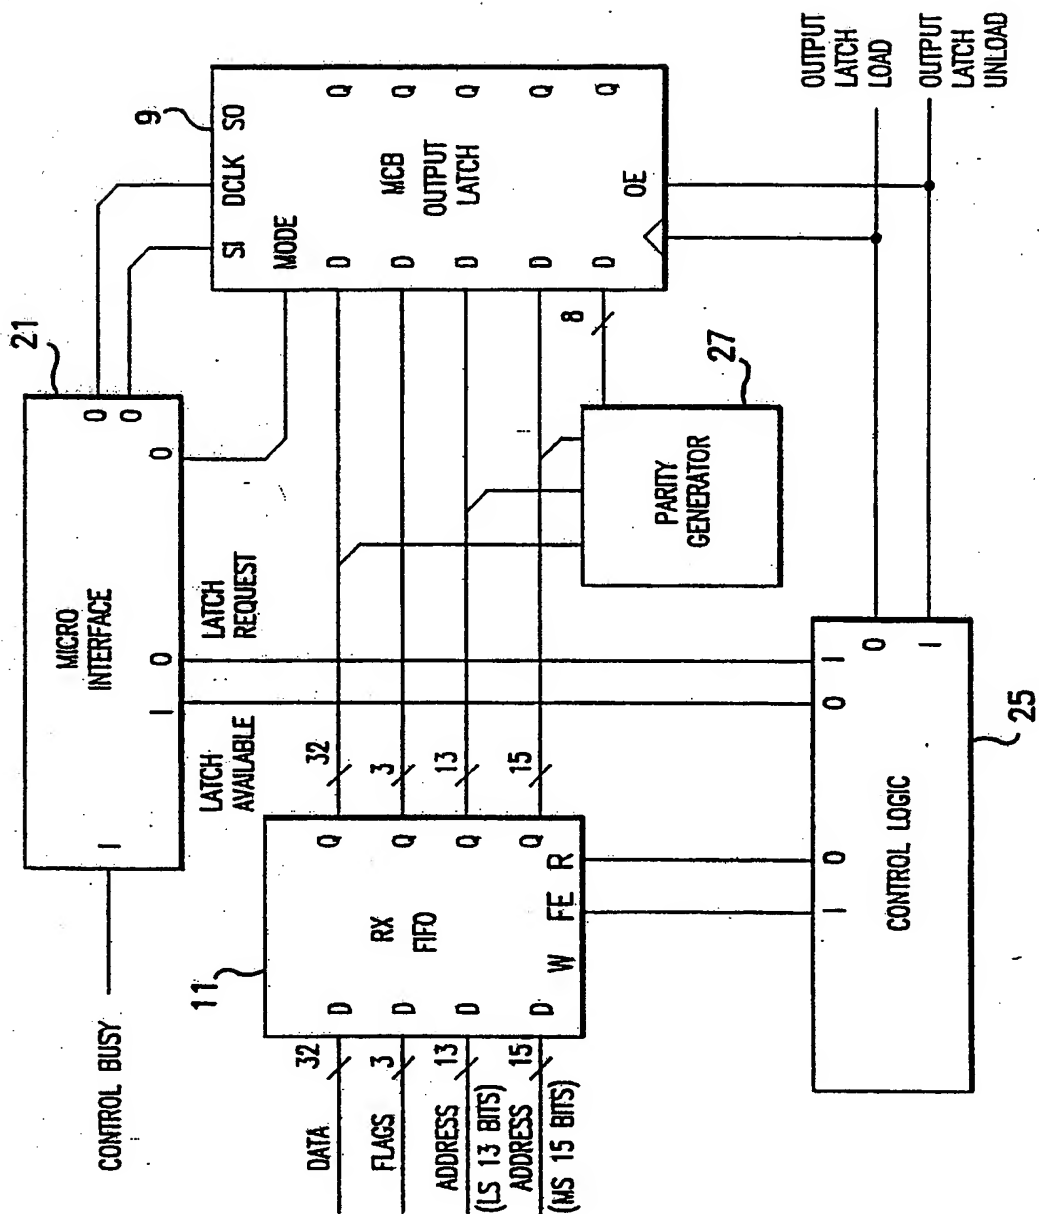 CONTROL BUSY
I
MICRO
INTERFACE
21
O
O
O
I
O
LATCH
AVAILABLE
LATCH
REQUEST
DATA
32
FLAGS
3
ADDRESS
13
(LS 13 BITS)
ADDRESS
15
(MS 15 BITS)
11
RX
FIFO
D
D
D
D
Q
Q
Q
Q
W
FE
R
32
3
13
15
PARITY
GENERATOR
27
8
9
SI
DCLK
SO
MODE
MCB
OUTPUT
LATCH
D
D
D
D
D
Q
Q
Q
Q
Q
OE
CONTROL LOGIC
I
O
O
I
O
I
25
OUTPUT
LATCH
LOAD
OUTPUT
LATCH
UNLOAD